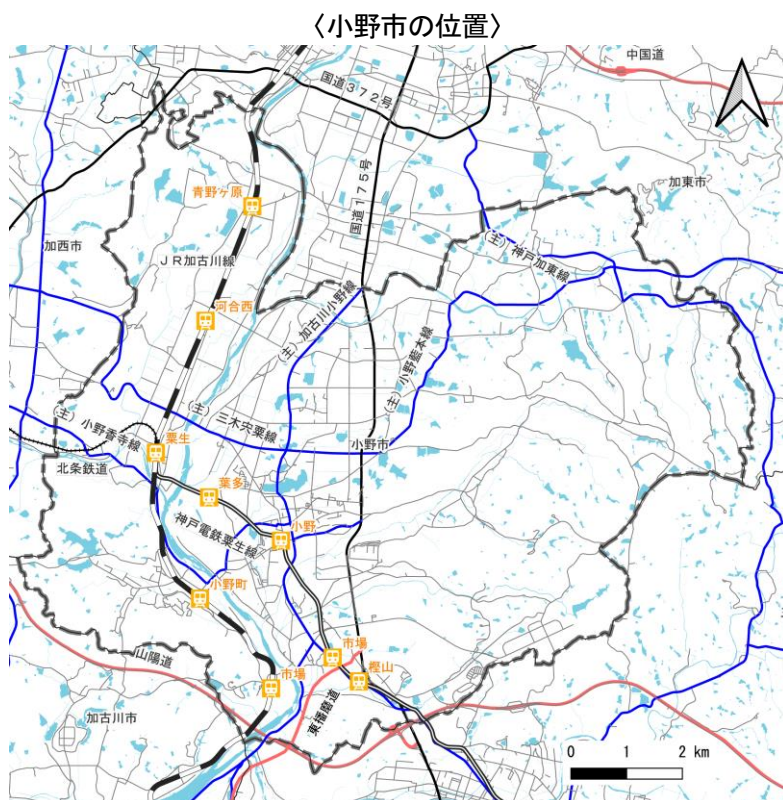 〈小野市の位置〉
中国道
国道372号
国道175号
加東市
青野ヶ原
(主)神戸加東線
加西市
JR加古川線
河合西
(主)加古川小野線
(主)小野藍本線
(主)三木宍粟線
(主)小野香寺線
粟生
小野市
北条鉄道
葉多
神戸電鉄粟生線
小野
小野町
市場
山陽道
樫山
市場
東播磨道
加古川市
0 1 2 km